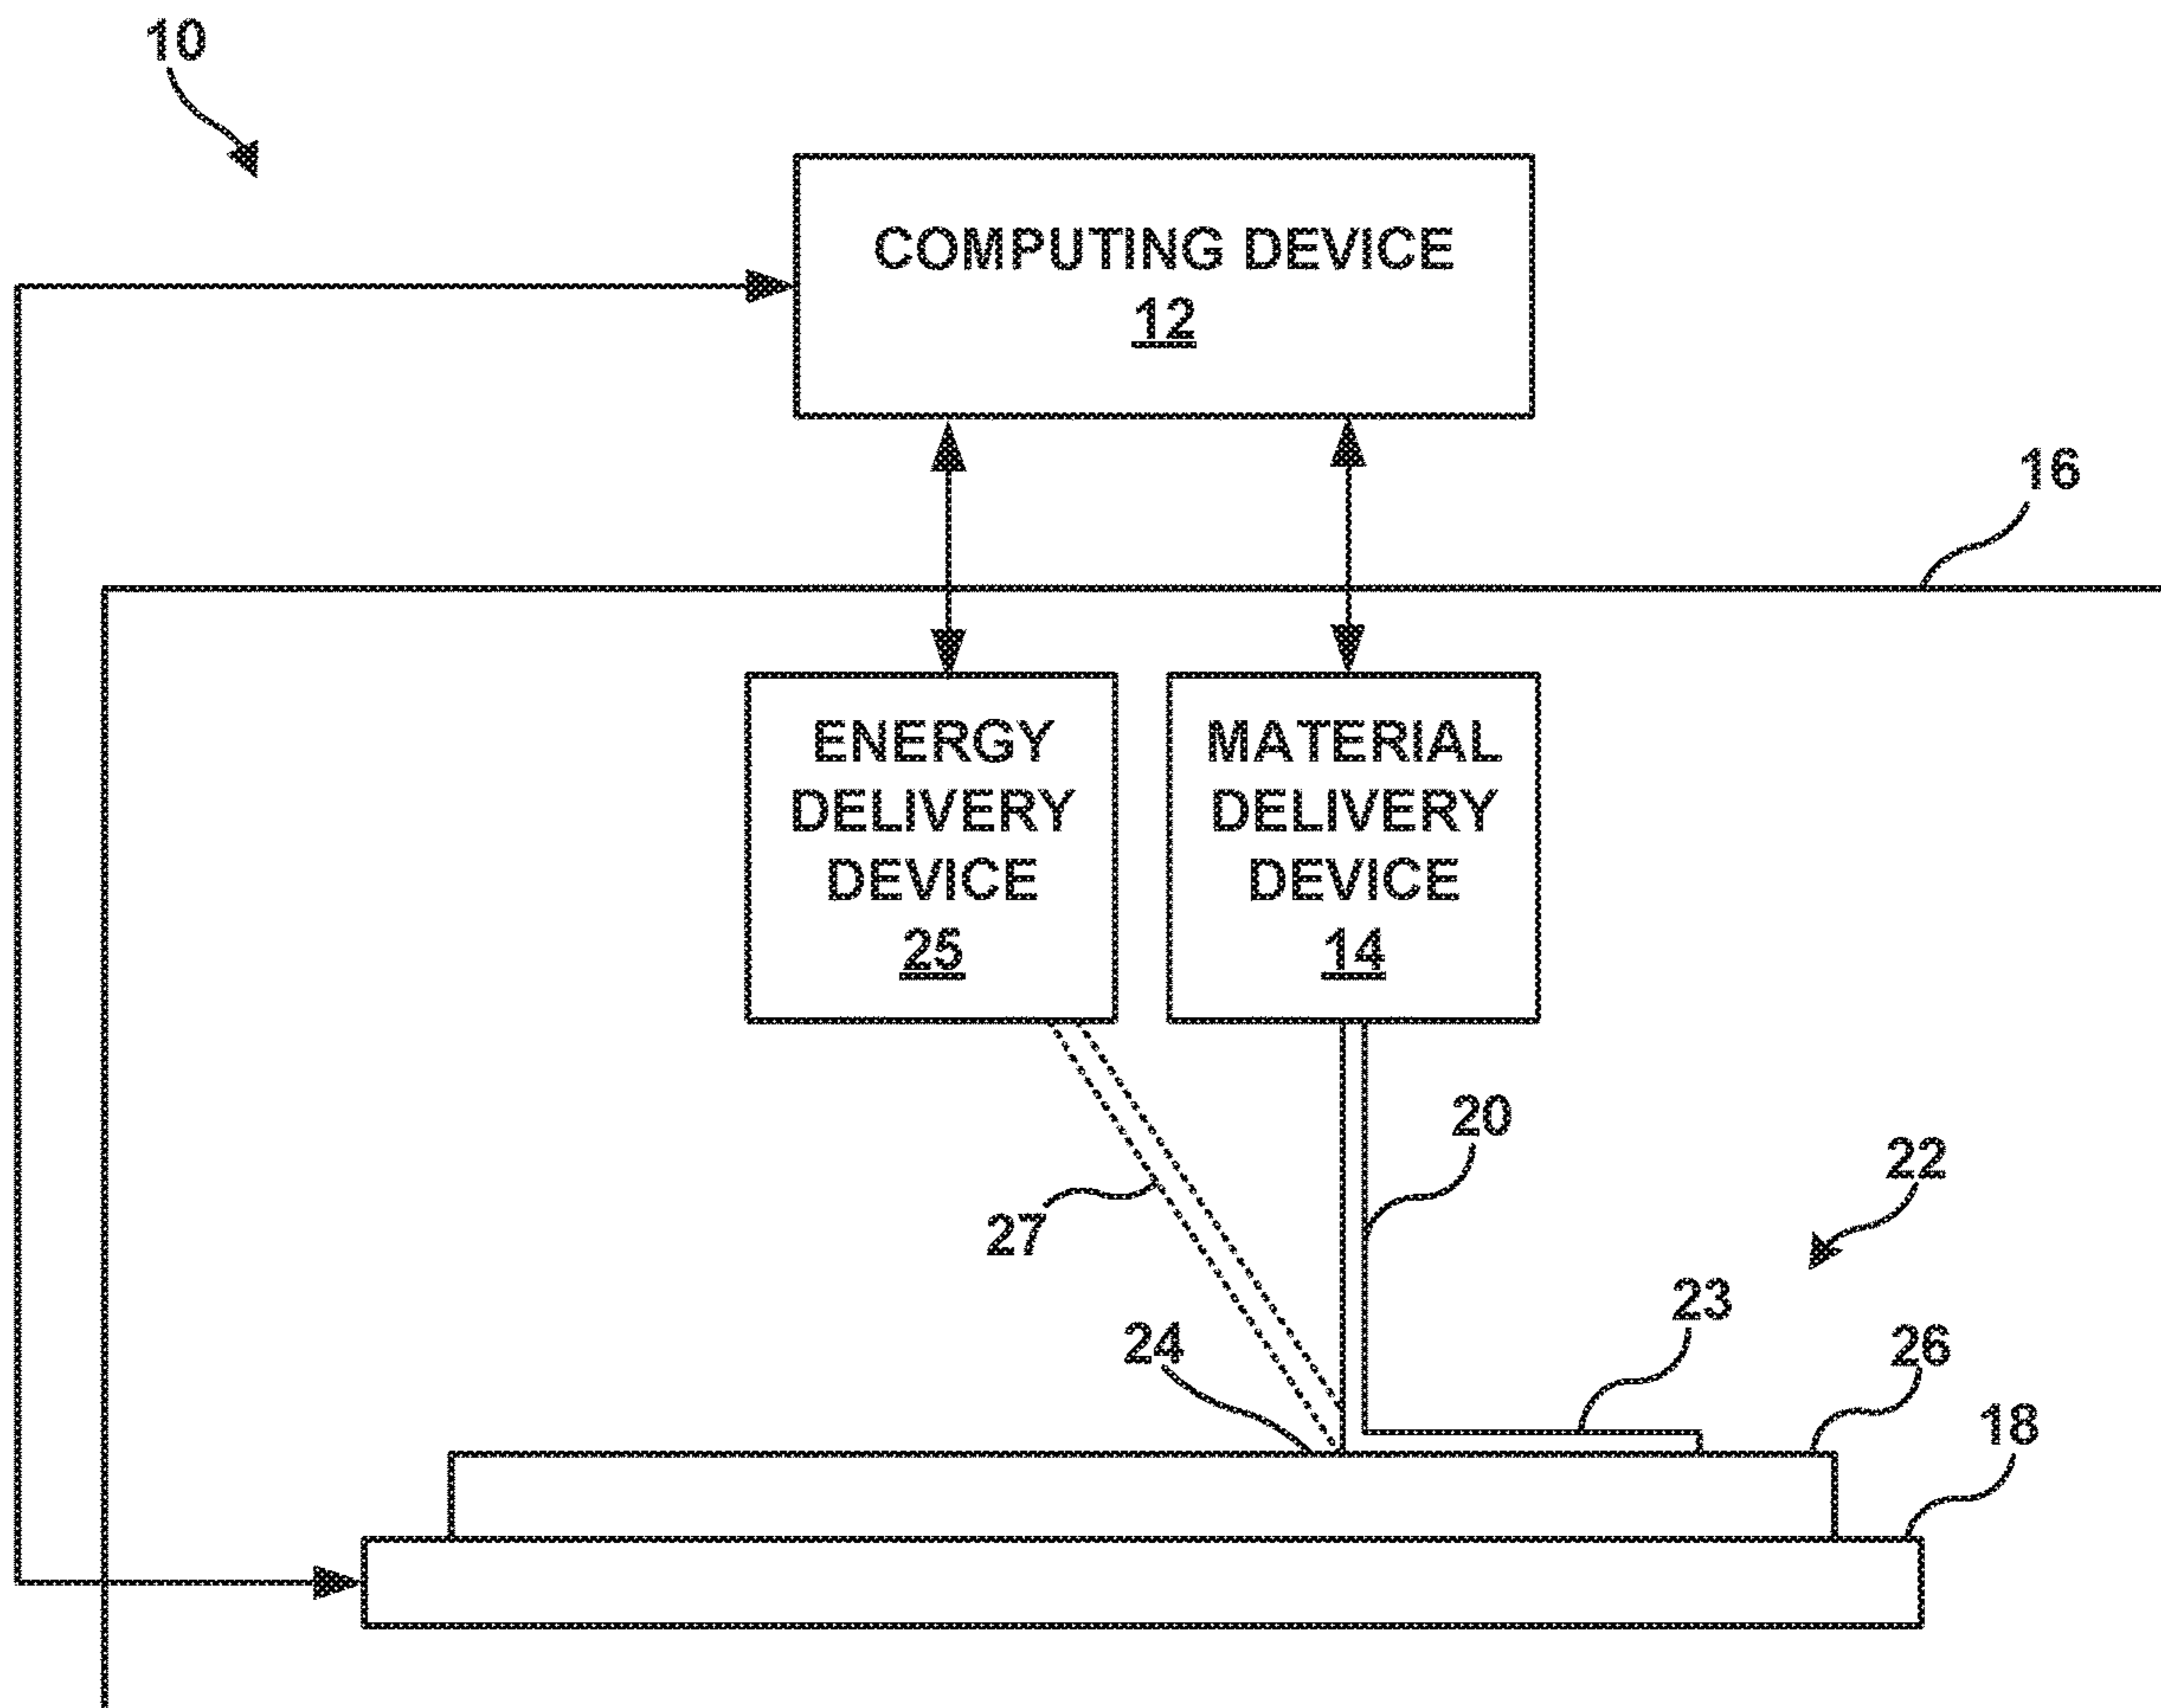 10
COMPUTING DEVICE
12
16
ENERGY
DELIVERY
DEVICE
25
MATERIAL
DELIVERY
DEVICE
14
20
22
27
23
24
26
18